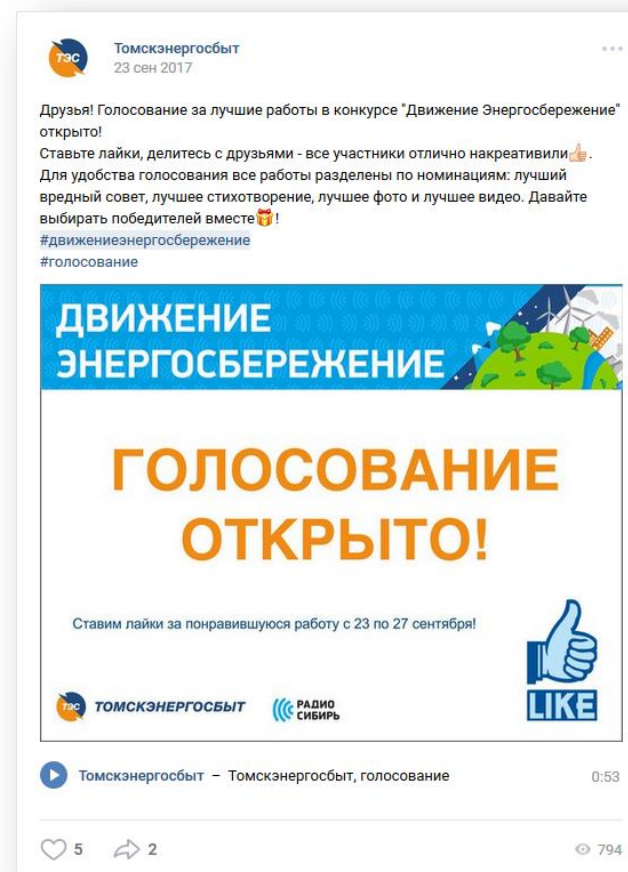 ТЭС
Томскэнергосбыт
23 сен 2017
Друзья! Голосование за лучшие работы в конкурсе "Движение Энергосбережение"
открыто!
Ставьте лайки, делитесь с друзьями - все участники отлично накреативили👍.
Для удобства голосования все работы разделены по номинациям: лучший
вредный совет, лучшее стихотворение, лучшее фото и лучшее видео. Давайте
выбирать победителей вместе🎁!
#движениеэнергосбережение
#голосование
ДВИЖЕНИЕ
ЭНЕРГОСБЕРЕЖЕНИЕ
ГОЛОСОВАНИЕ
ОТКРЫТО!
Ставим лайки за понравившуюся работу с 23 по 27 сентября!
LIKE
ТЭС ТОМСКЭНЕРГОСБЫТ
РАДИО
СИБИРЬ
Томскэнергосбыт – Томскэнергосбыт, голосование 0:53
5 2 794